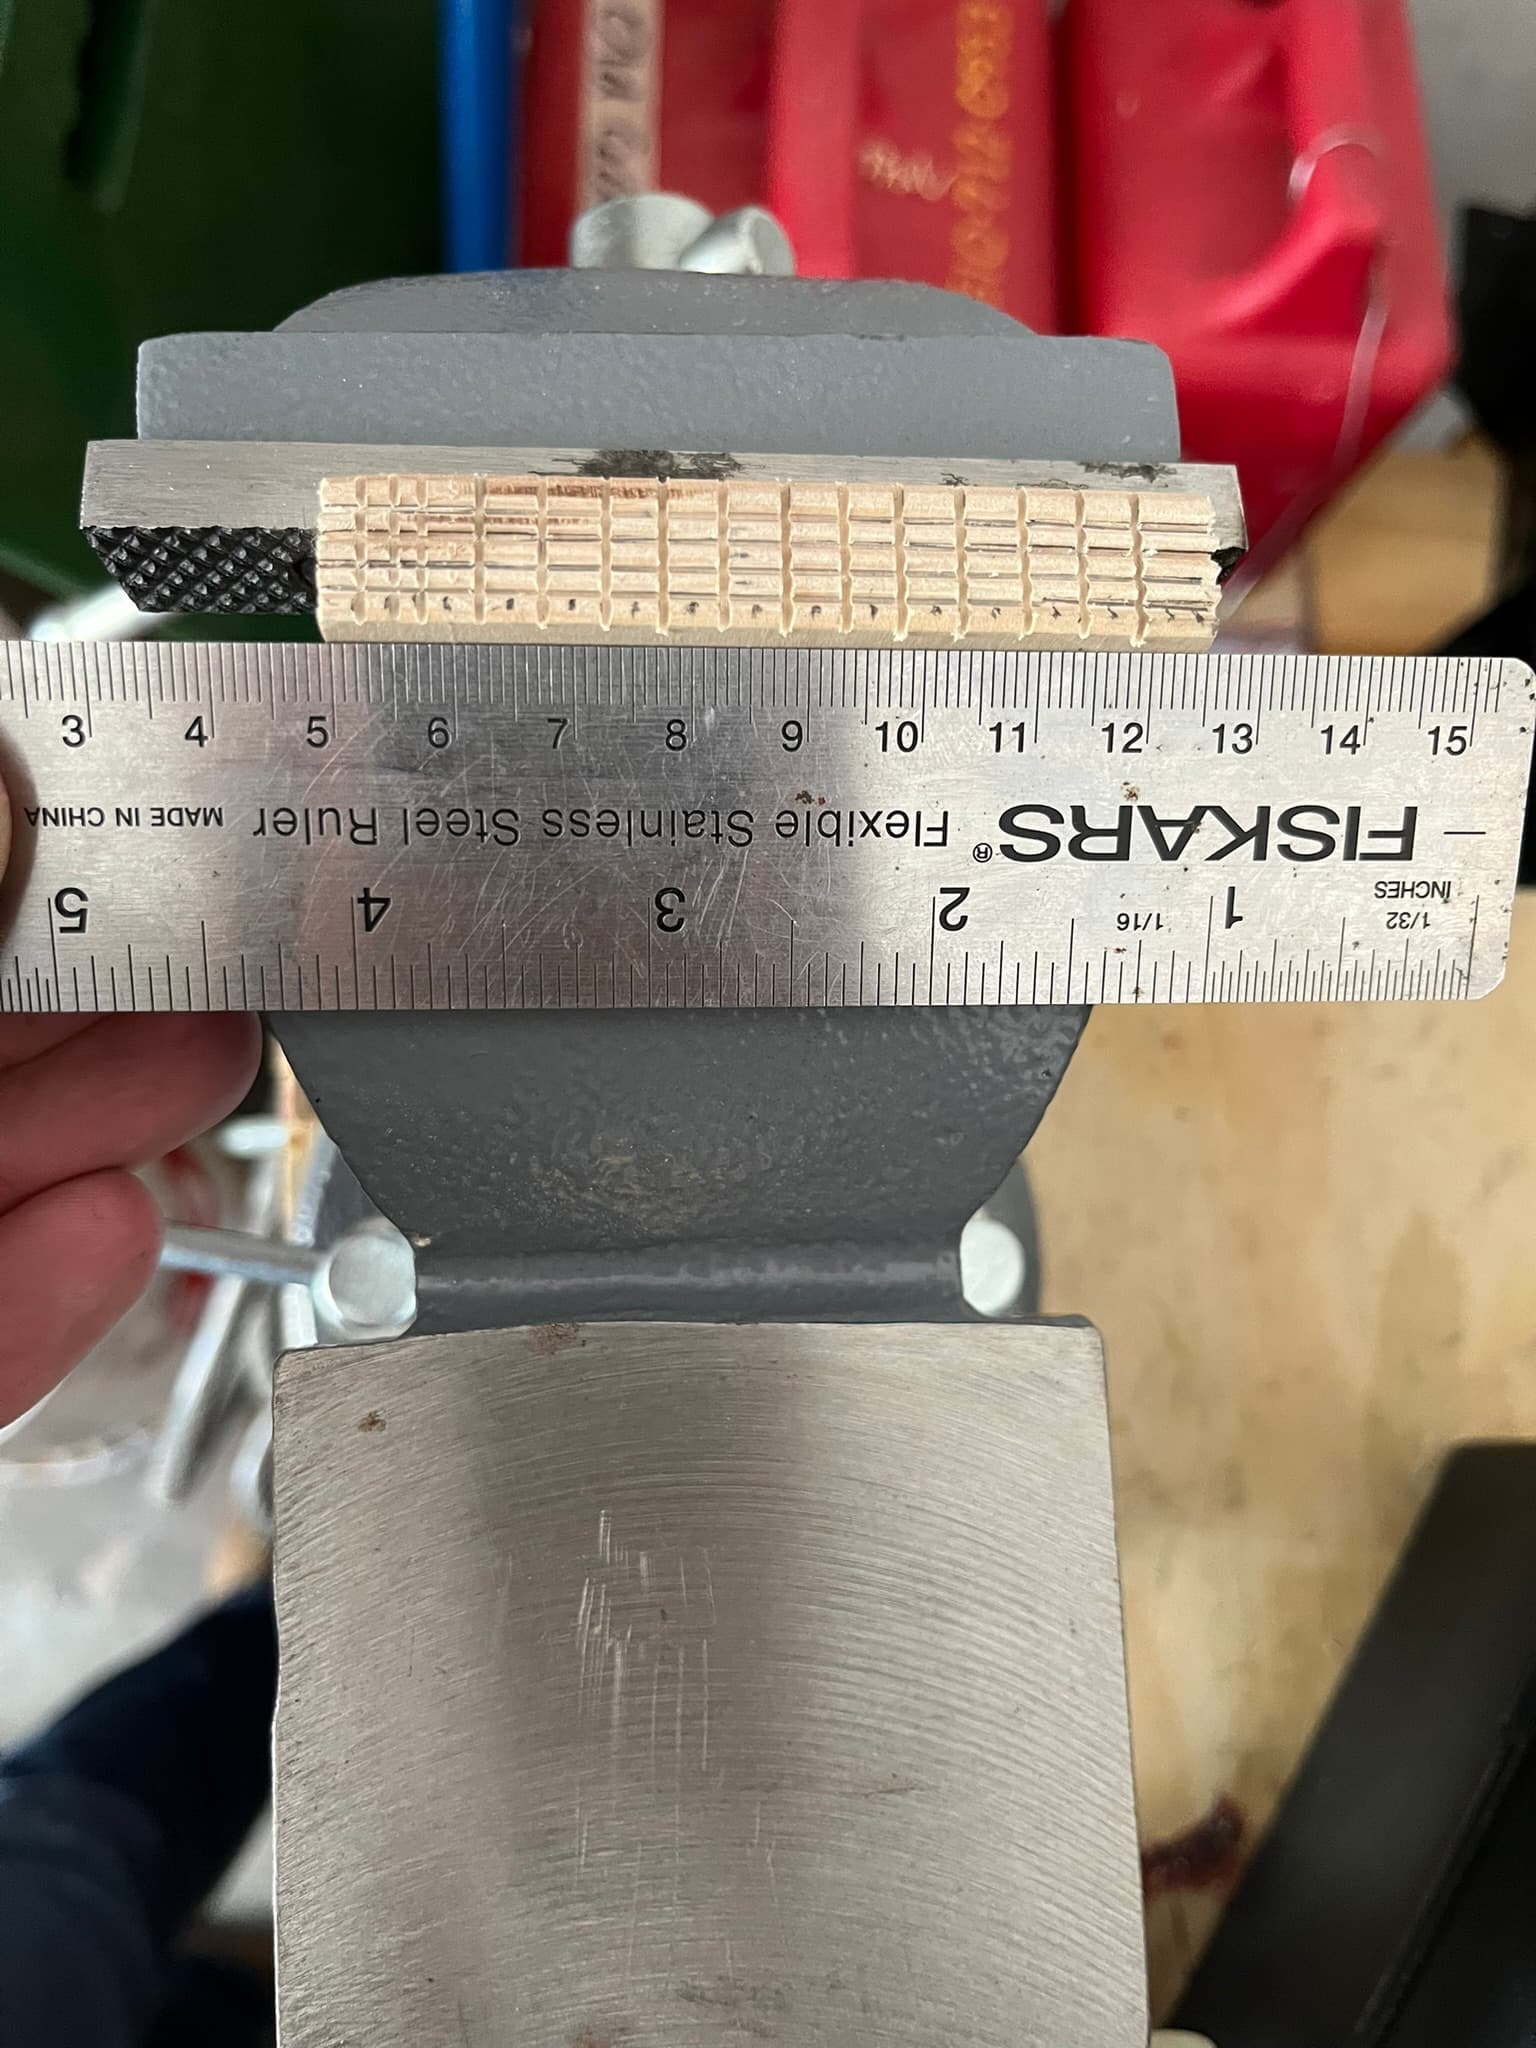 3 4 5 6 7 8 9 10 11 12 13 14 15
FISKARS®
Flexible Stainless Steel Ruler MADE IN CHINA
INCHES
1/32 1/16
1 2 3 4 5